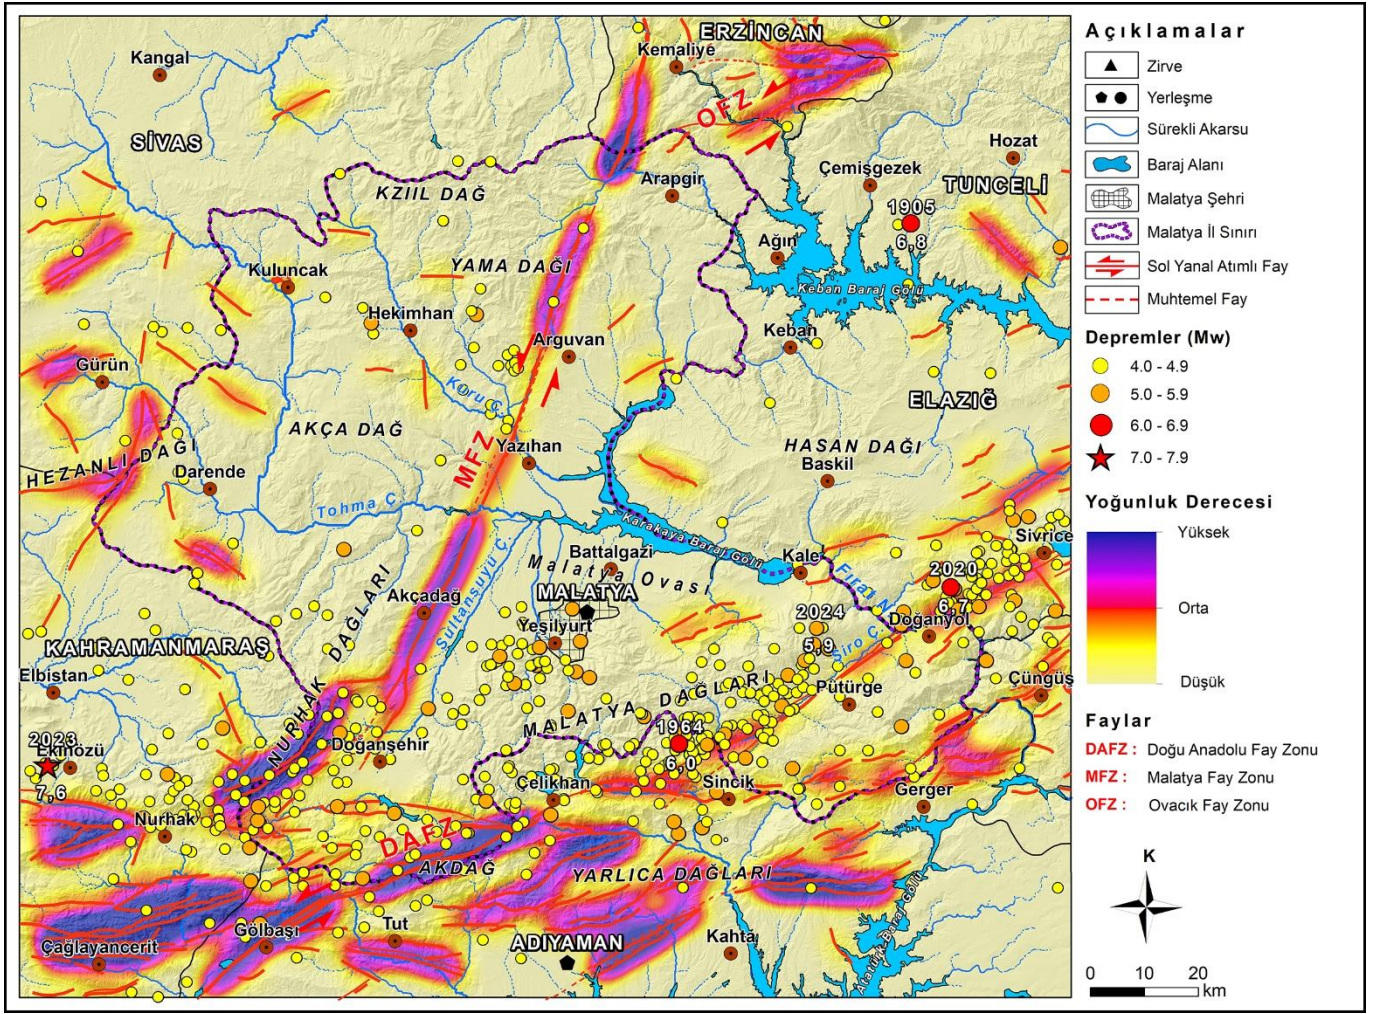 ERZİNCAN
Kemaliye
Kangal
OFZ
SİVAS
Hozat
Çemişgezek
TUNCELİ
Arapgir
KZIIL DAĞ
1905
6,8
Ağın
YAMA DAĞI
Kuluncak
Keban Baraj Gölü
Hekimhan
Keban
Arguvan
Gürün
Kuru Ç.
ELAZIĞ
AKÇA DAĞ
MFZ
Yazıhan
HASAN DAĞI
Baskil
HEZANLI DAĞI
Darende
Tohma Ç.
Karakaya Baraj Gölü
Sivrice
Battalgazi
Kale
Malatya Ovası
Fırat N.
2020
6,7
Sultansuyu Ç.
Akçadağ
MALATYA
2024
5,9
Doğanyol
Şiro Ç.
Yeşilyurt
KAHRAMANMARAŞ
NURHAK DAĞLARI
Elbistan
MALATYA DAĞLARI
Pütürge
Çüngüş
1964
6,0
2023
Ekinözü
7,6
Doğanşehir
Çelikhan
Sincik
Gerger
Nurhak
DAFZ
AKDAĞ
YARLICA DAĞLARI
Atatürk Baraj Gölü
Tut
Gölbaşı
ADIYAMAN
Kahta
Çağlayancerit
Açıklamalar
Zirve
Yerleşme
Sürekli Akarsu
Baraj Alanı
Malatya Şehri
Malatya İl Sınırı
Sol Yanal Atımlı Fay
Muhtemel Fay
Depremler (Mw)
4.0 - 4.9
5.0 - 5.9
6.0 - 6.9
7.0 - 7.9
Yoğunluk Derecesi
Yüksek
Orta
Düşük
Faylar
DAFZ : Doğu Anadolu Fay Zonu
MFZ : Malatya Fay Zonu
OFZ : Ovacık Fay Zonu
K
0 10 20
km